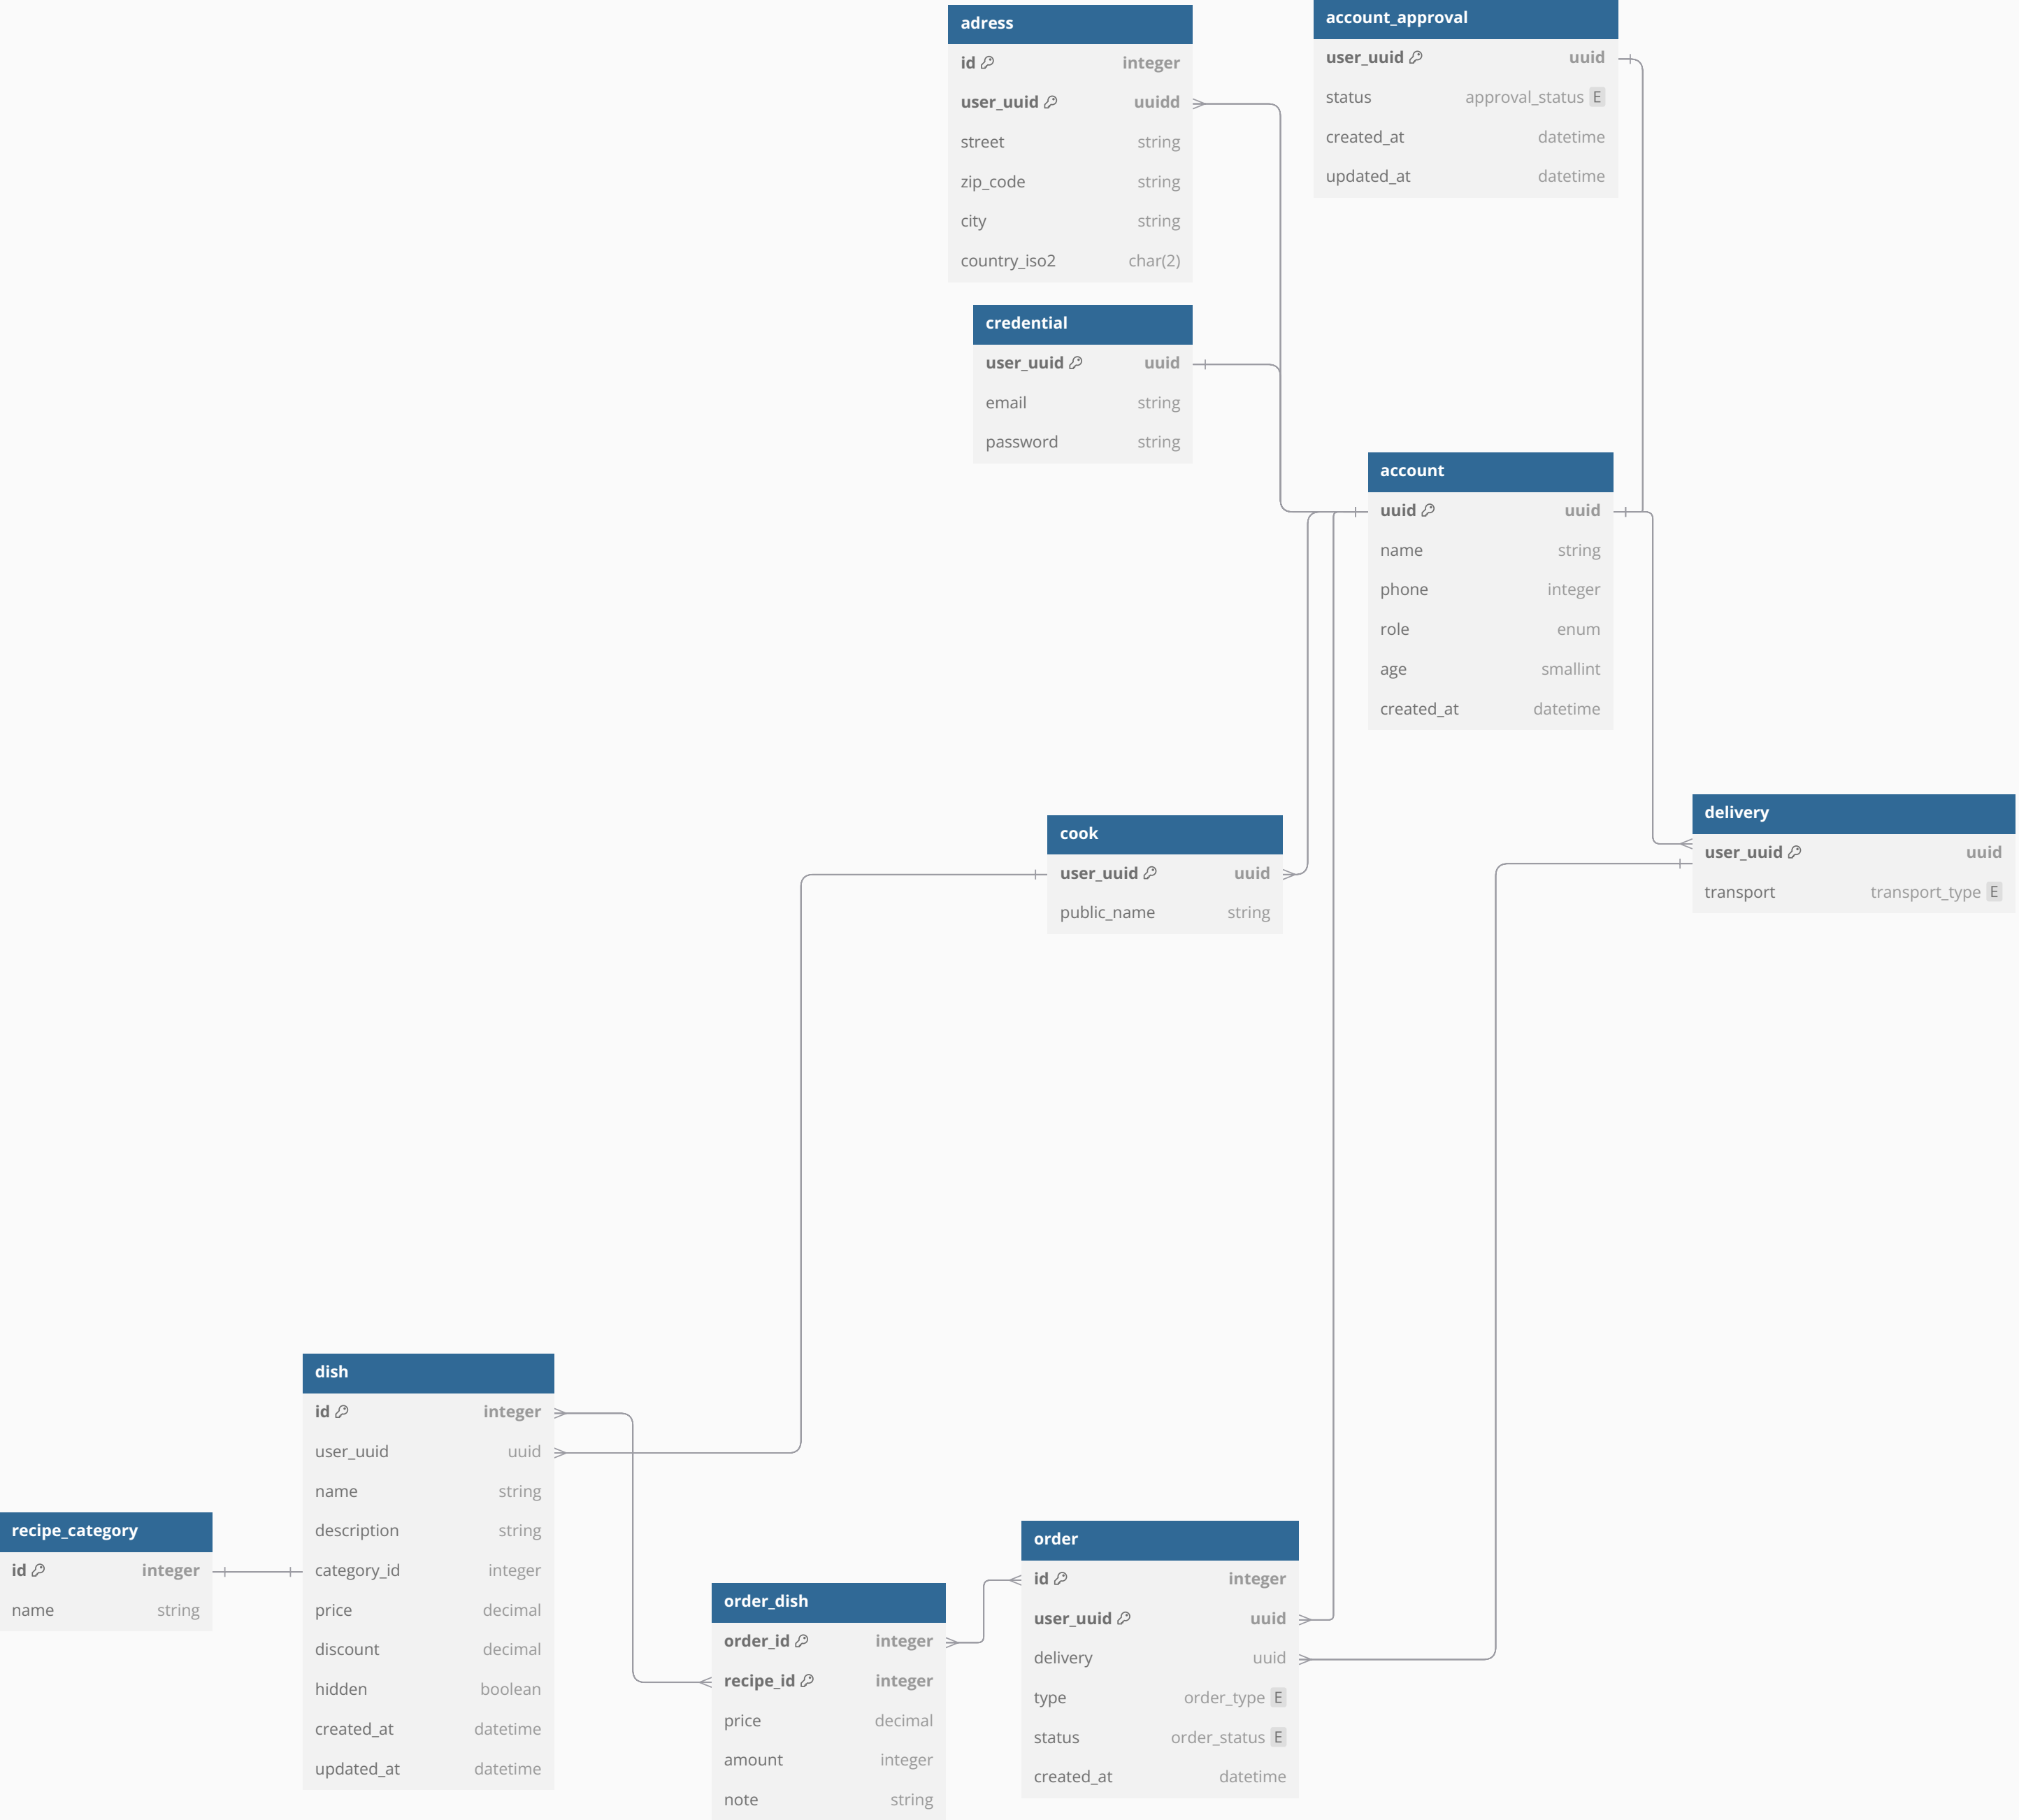 adress
id integer
user_uuid uuidd
street string
zip_code string
city string
country_iso2 char(2)
account_approval
user_uuid uuid
status approval_status E
created_at datetime
updated_at datetime
credential
user_uuid uuid
email string
password string
account
uuid uuid
name string
phone integer
role enum
age smallint
created_at datetime
cook
user_uuid uuid
public_name string
delivery
user_uuid uuid
transport transport_type E
dish
id integer
user_uuid uuid
name string
description string
category_id integer
price decimal
discount decimal
hidden boolean
created_at datetime
updated_at datetime
recipe_category
id integer
name string
order_dish
order_id integer
recipe_id integer
price decimal
amount integer
note string
order
id integer
user_uuid uuid
delivery uuid
type order_type E
status order_status E
created_at datetime